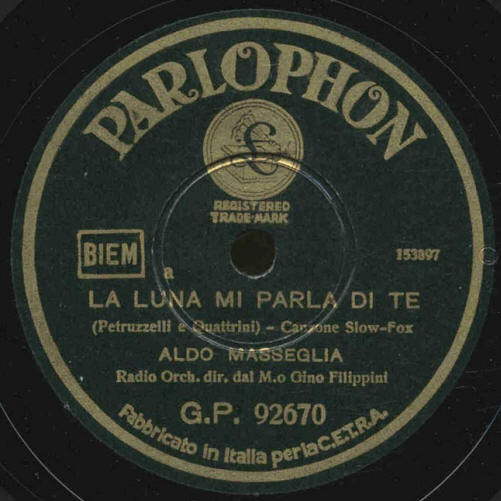 PARLOPHON
£
REGISTERED
TRADE-MARK
BIEM
153897
a
LA LUNA MI PARLA DI TE
(Petruzzelli e Quattrini) - Canzone Slow-Fox
ALDO MASSEGLIA
Radio Orch. dir. dal M.o Gino Filippini
G.P. 92670
Fabbricato in Italia per la C.E.T.R.A.